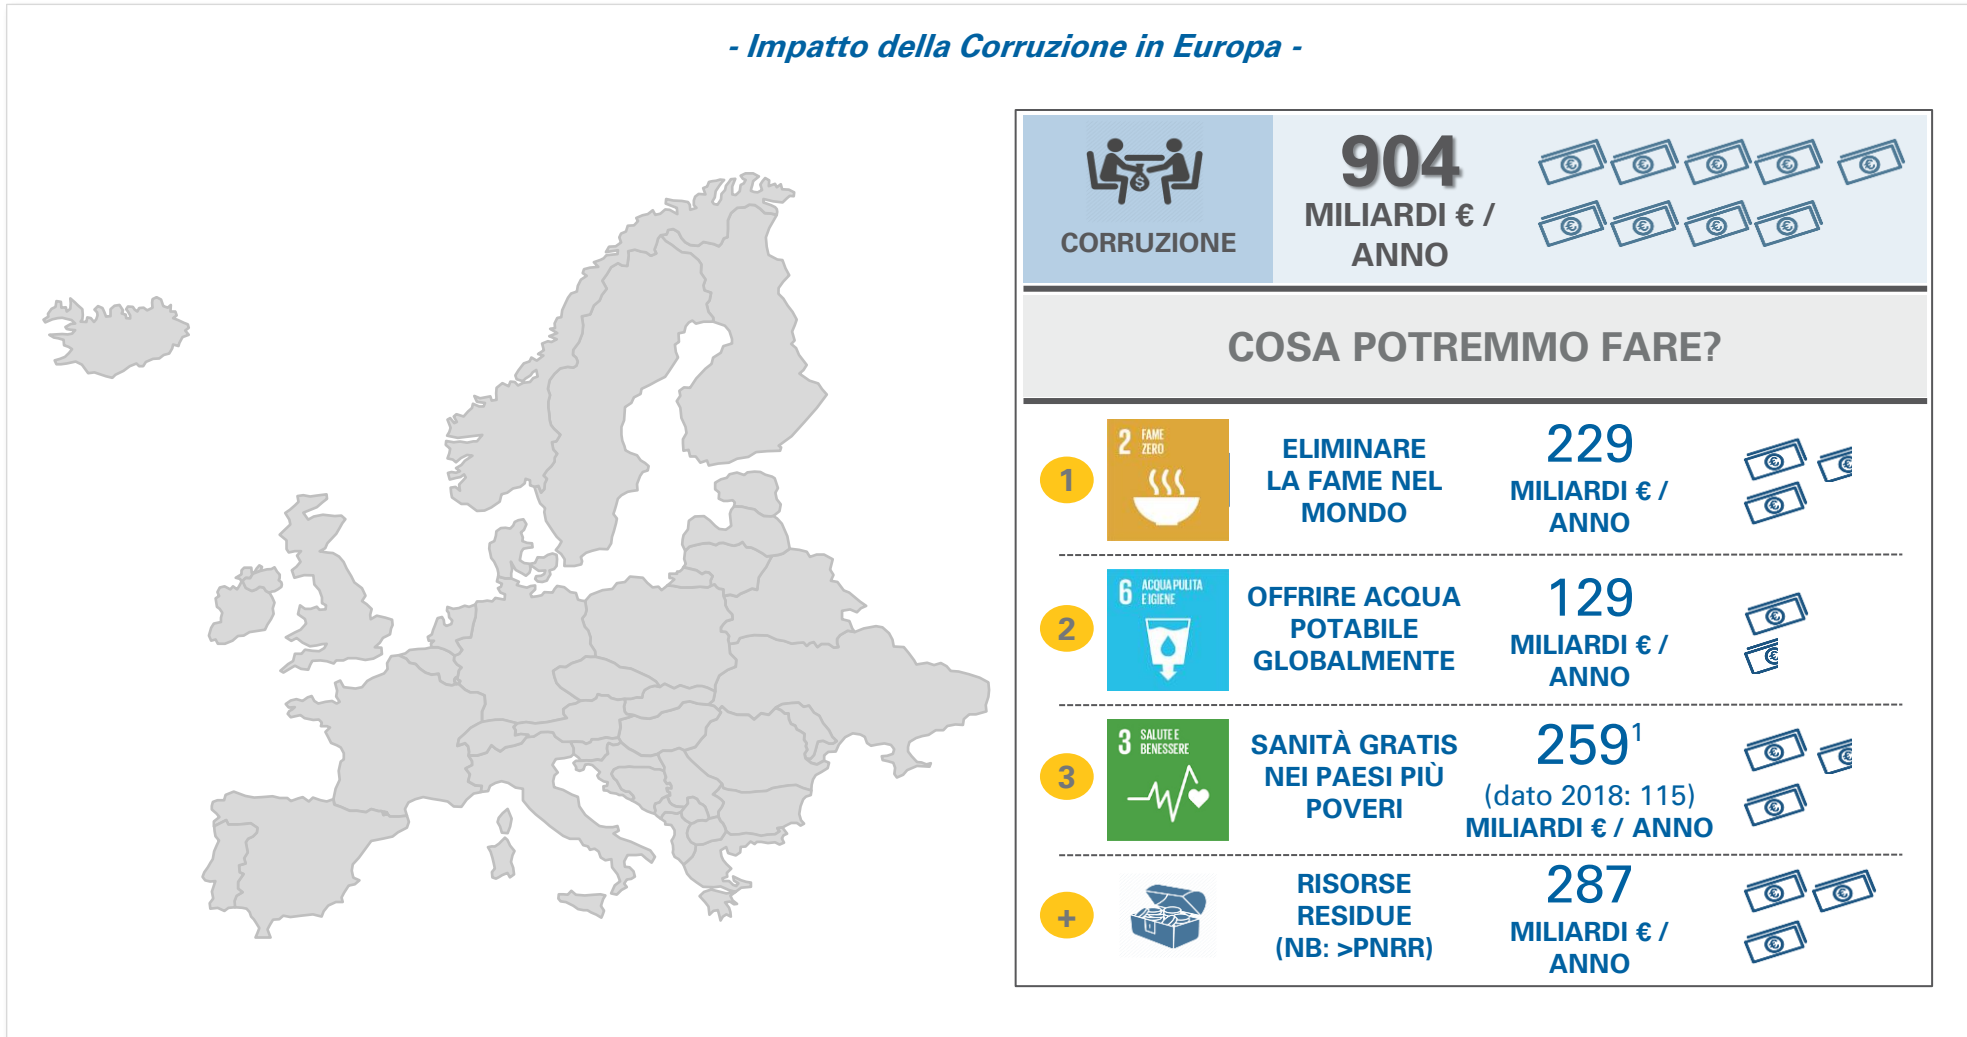 - Impatto della Corruzione in Europa -
CORRUZIONE
904
MILIARDI € /
ANNO
COSA POTREMMO FARE?
1
2 FAME
ZERO
ELIMINARE
LA FAME NEL
MONDO
229
MILIARDI € /
ANNO
2
6 ACQUA PULITA
E IGIENE
OFFRIRE ACQUA
POTABILE
GLOBALMENTE
129
MILIARDI € /
ANNO
3
3 SALUTE E
BENESSERE
SANITÀ GRATIS
NEI PAESI PIÙ
POVERI
259¹
(dato 2018: 115)
MILIARDI € / ANNO
+
RISORSE
RESIDUE
(NB: >PNRR)
287
MILIARDI € /
ANNO